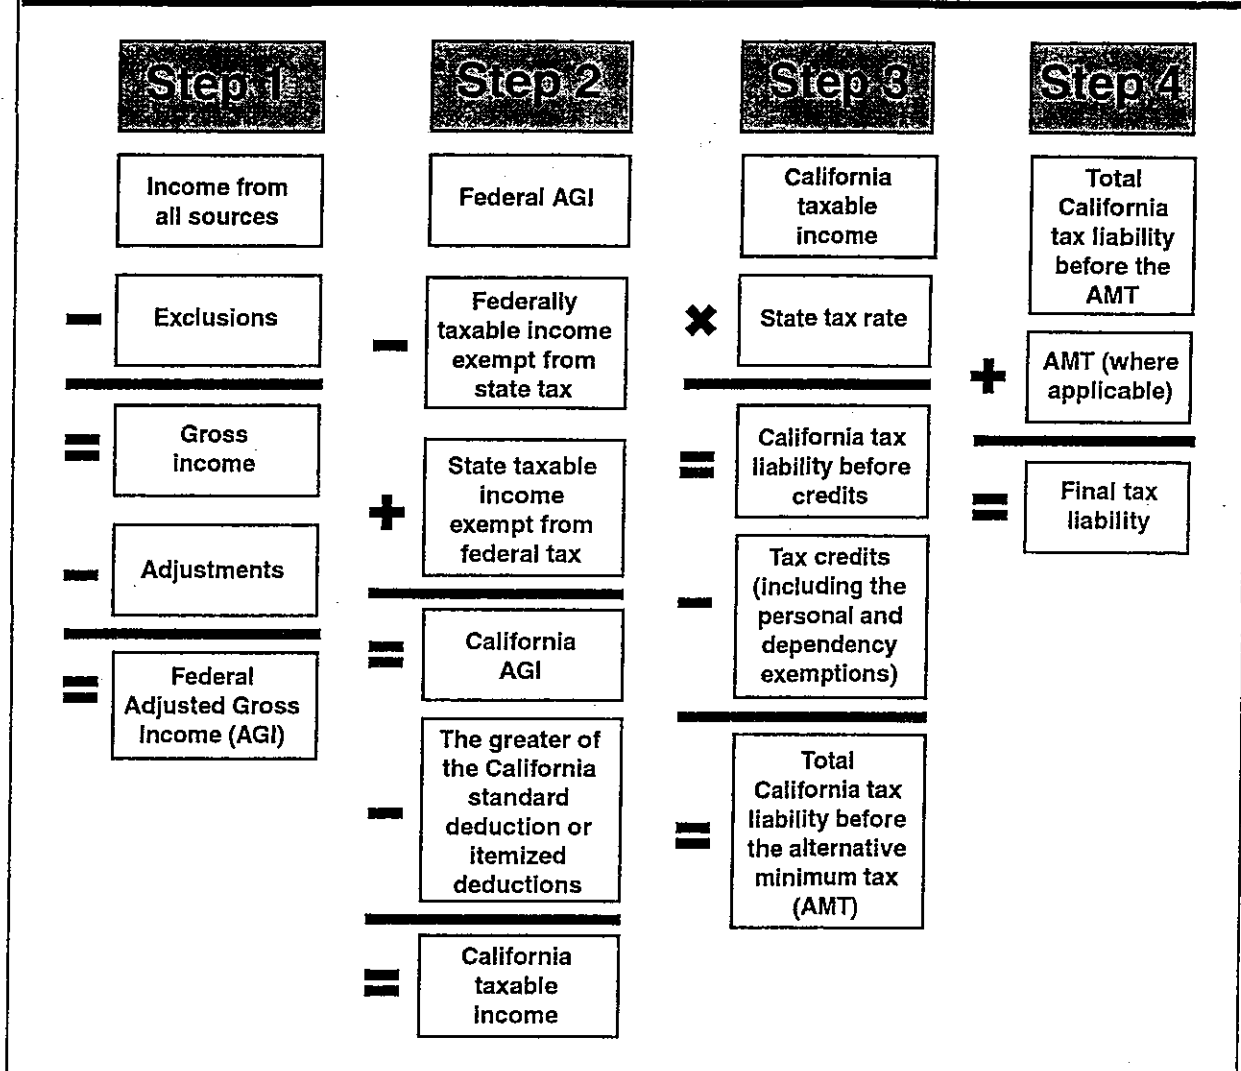 Step 1
Income from
all sources
Exclusions
Gross
income
Adjustments
Federal
Adjusted Gross
Income (AGI)
Step 2
Federal AGI
Federally
taxable income
exempt from
state tax
State taxable
income
exempt from
federal tax
California
AGI
The greater of
the California
standard
deduction or
itemized
deductions
California
taxable
income
Step 3
California
taxable
income
State tax rate
California tax
liability before
credits
Tax credits
(including the
personal and
dependency
exemptions)
Total
California tax
liability before
the alternative
minimum tax
(AMT)
Step 4
Total
California
tax liability
before the
AMT
AMT (where
applicable)
Final tax
liability